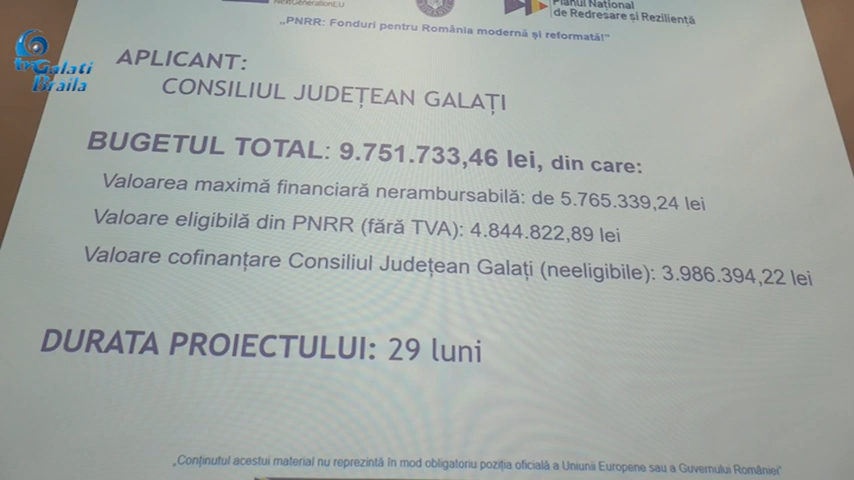 NextGenerationEU
Planul Național
de Redresare și Reziliență
„PNRR: Fonduri pentru România modernă și reformată!”
tv Galati
Braila
APLICANT:
CONSILIUL JUDEȚEAN GALAȚI
BUGETUL TOTAL: 9.751.733,46 lei, din care:
Valoarea maximă financiară nerambursabilă: de 5.765.339,24 lei
Valoare eligibilă din PNRR (fără TVA): 4.844.822,89 lei
Valoare cofinanțare Consiliul Județean Galați (neeligibile): 3.986.394,22 lei
DURATA PROIECTULUI: 29 luni
„Conținutul acestui material nu reprezintă în mod obligatoriu poziția oficială a Uniunii Europene sau a Guvernului României”